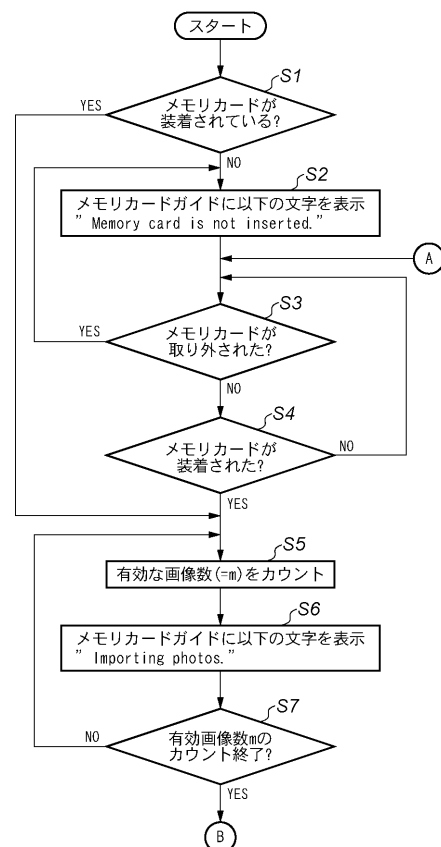 スタート
S1
メモリカードが
装着されている?
YES
NO
S2
メモリカードガイドに以下の文字を表示
" Memory card is not inserted."
A
S3
メモリカードが
取り外された?
YES
NO
S4
メモリカードが
装着された?
NO
YES
S5
有効な画像数(=m)をカウント
S6
メモリカードガイドに以下の文字を表示
" Importing photos."
S7
有効画像数mの
カウント終了?
NO
YES
B